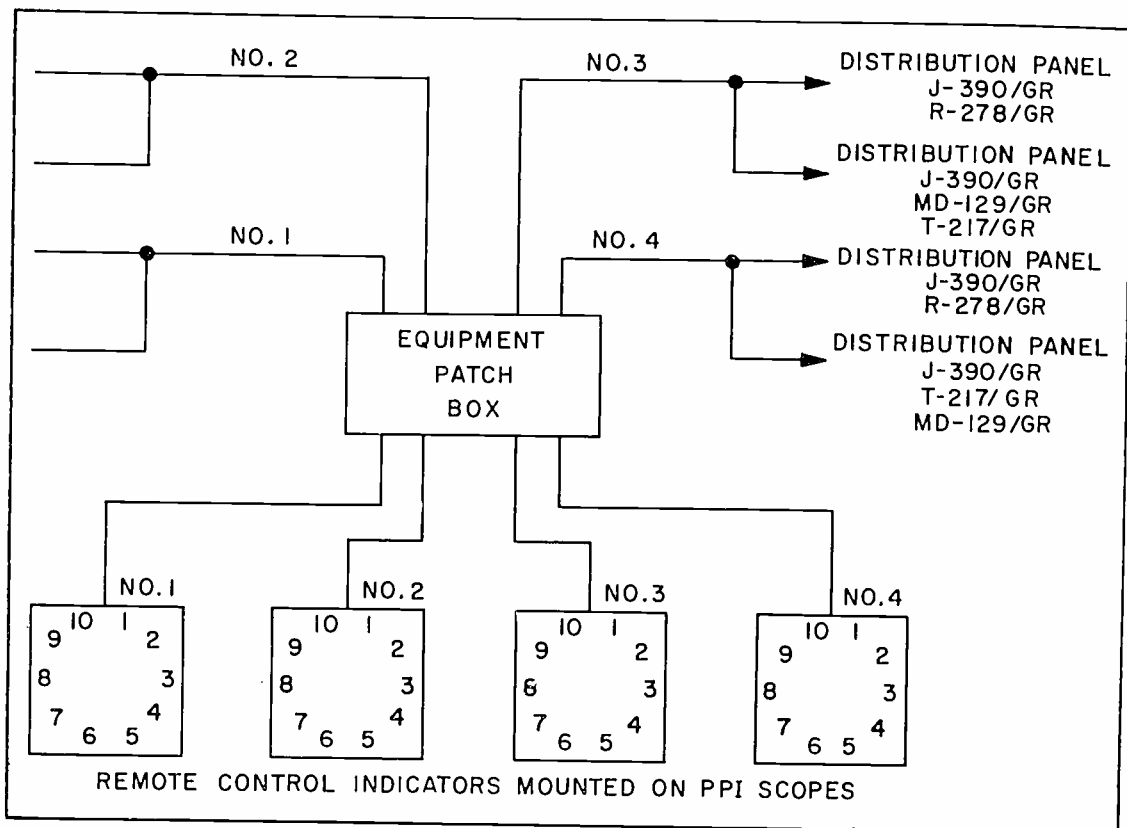 NO. 2
NO.3
DISTRIBUTION PANEL
J-390/GR
R-278/GR
DISTRIBUTION PANEL
J-390/GR
MD-129/GR
T-217/GR
NO. 1
NO. 4
DISTRIBUTION PANEL
J-390/GR
R-278/GR
DISTRIBUTION PANEL
J-390/GR
T-217/GR
MD-129/GR
EQUIPMENT
PATCH
BOX
NO.1
10 1
9 2
8 3
7 4
6 5
NO.2
10 1
9 2
8 3
7 4
6 5
NO.3
10 1
9 2
8 3
7 4
6 5
NO.4
10 1
9 2
8 3
7 4
6 5
REMOTE CONTROL INDICATORS MOUNTED ON PPI SCOPES